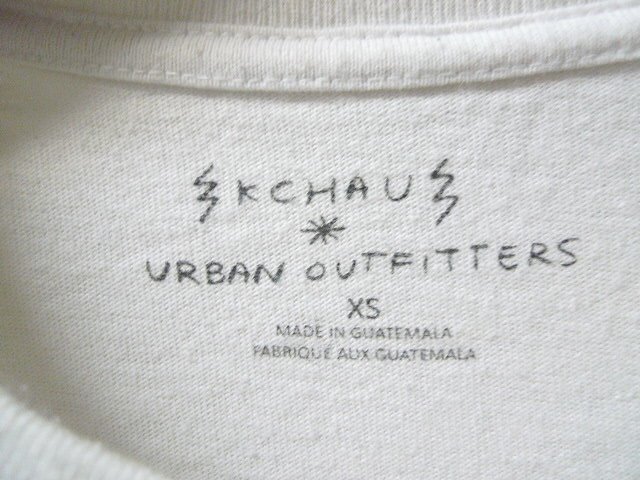 KCHAU
*
URBAN OUTFITTERS
XS
MADE IN GUATEMALA
FABRIQUE AUX GUATEMALA